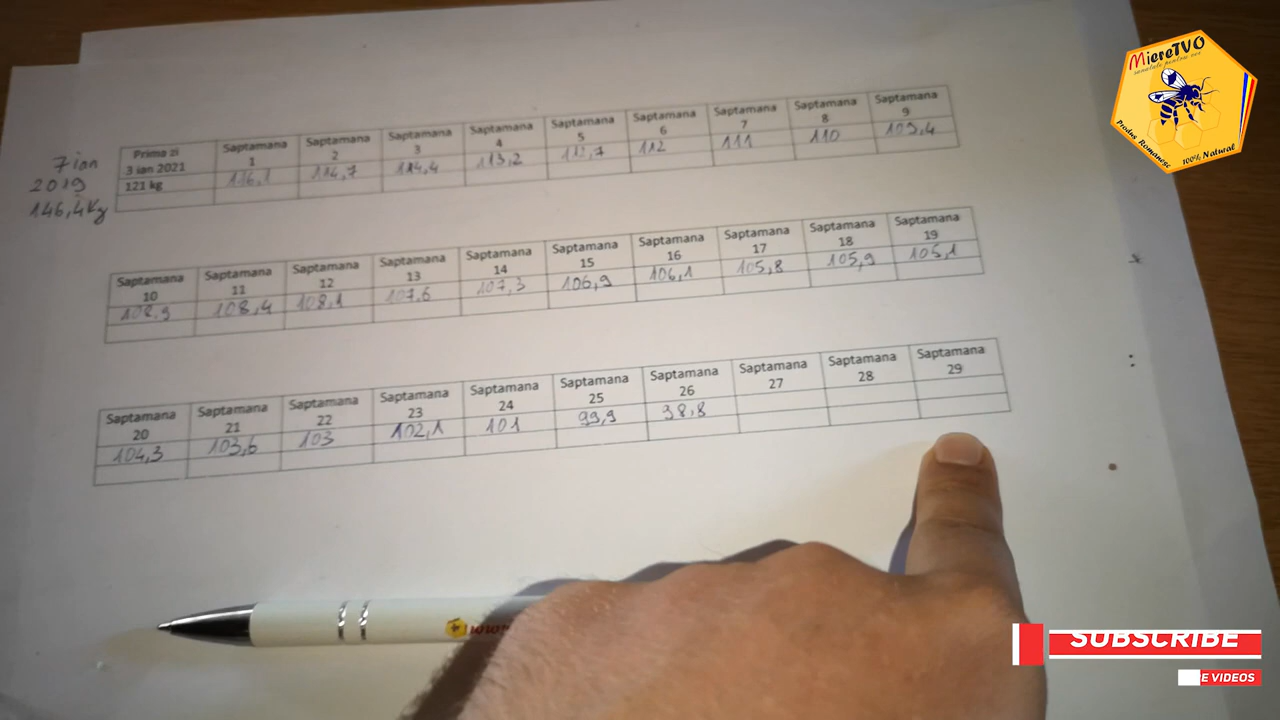 MiereTVO
sanatate pentru voi
Produs Romanesc
100% Natural
7 ian
2019
146,4 Kg
Prima zi
3 ian 2021
Saptamana
1
Saptamana
2
Saptamana
3
Saptamana
4
Saptamana
5
Saptamana
6
Saptamana
7
Saptamana
8
Saptamana
9
121 kg
116,1
114,7
114,4
113,2
112,7
112
111
110
109,4
Saptamana
10
Saptamana
11
Saptamana
12
Saptamana
13
Saptamana
14
Saptamana
15
Saptamana
16
Saptamana
17
Saptamana
18
Saptamana
19
108,9
108,4
108,1
107,6
107,3
106,9
106,1
105,8
105,9
105,1
Saptamana
20
Saptamana
21
Saptamana
22
Saptamana
23
Saptamana
24
Saptamana
25
Saptamana
26
Saptamana
27
Saptamana
28
Saptamana
29
104,3
103,6
103
102,1
101
99,9
98,8
www
SUBSCRIBE
E VIDEOS